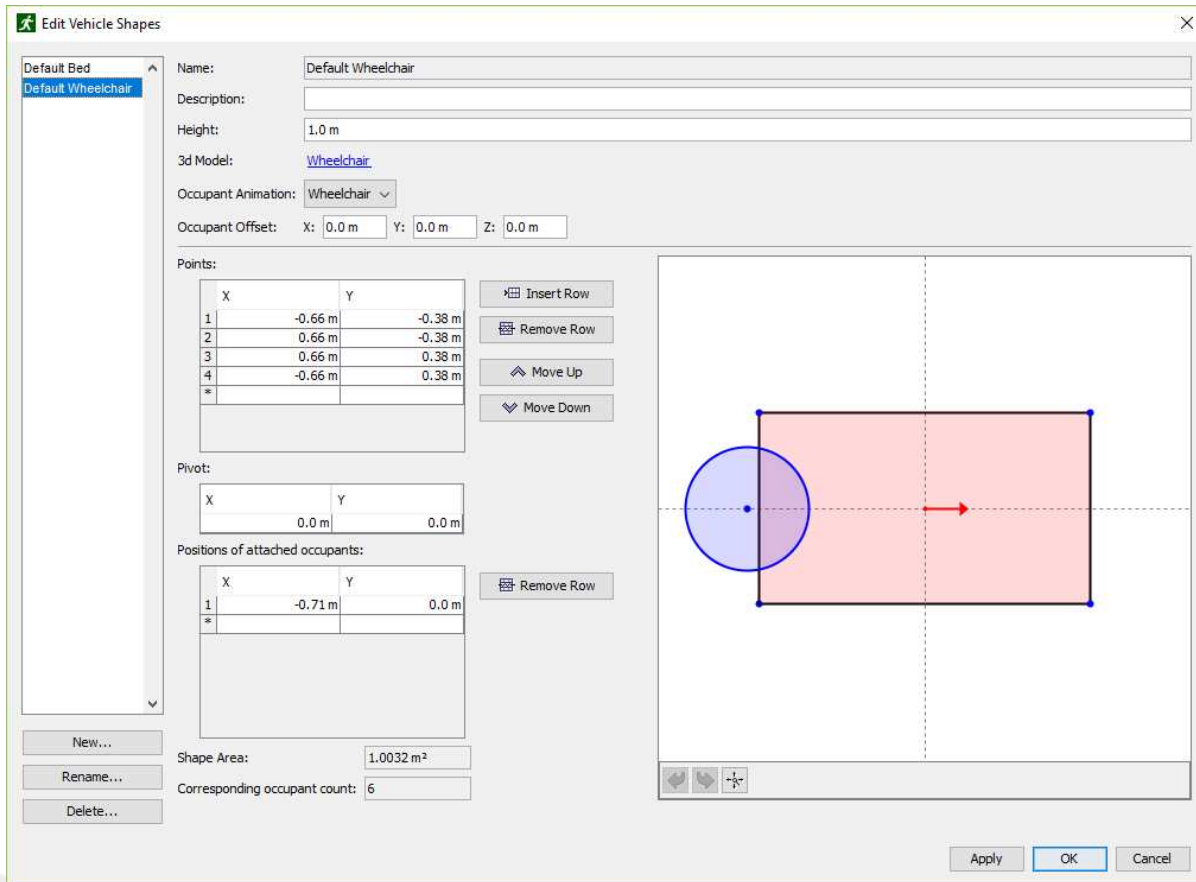 Edit Vehicle Shapes
Default Bed
Default Wheelchair
New...
Rename...
Delete...
Name: Default Wheelchair
Description:
Height: 1.0 m
3d Model: Wheelchair
Occupant Animation: Wheelchair
Occupant Offset: X: 0.0 m Y: 0.0 m Z: 0.0 m
Points:
X Y
1 -0.66 m -0.38 m
2 0.66 m -0.38 m
3 0.66 m 0.38 m
4 -0.66 m 0.38 m
*
Insert Row
Remove Row
Move Up
Move Down
Pivot:
X Y
0.0 m 0.0 m
Positions of attached occupants:
X Y
1 -0.71 m 0.0 m
*
Remove Row
Shape Area: 1.0032 m²
Corresponding occupant count: 6
Apply OK Cancel